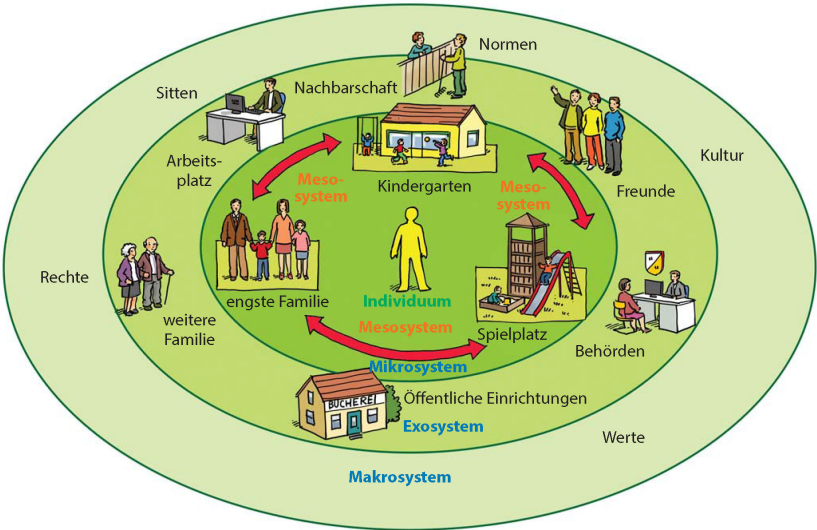 Normen
Sitten
Nachbarschaft
Arbeits-
platz
Kultur
Meso-
system
Kindergarten
Meso-
system
Freunde
Rechte
engste Familie
Individuum
weitere
Familie
Mesosystem
Spielplatz
Behörden
Mikrosystem
BÜCHEREI
Öffentliche Einrichtungen
Exosystem
Werte
Makrosystem